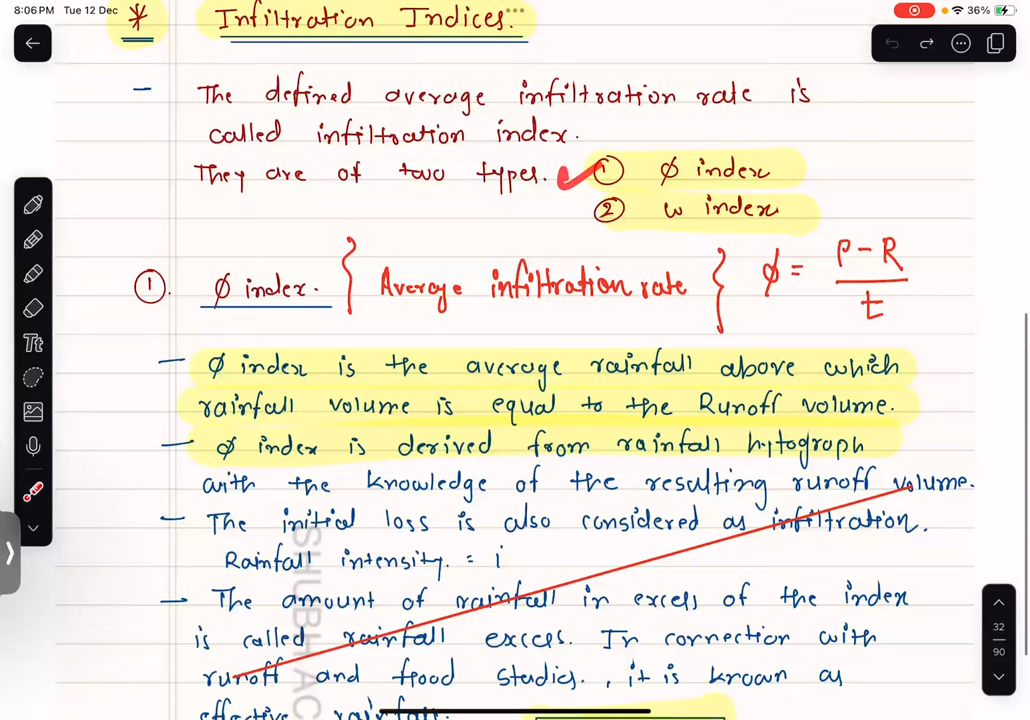 8:06 PM Tue 12 Dec
36%
* Infiltration Indices.
- The defined average infiltration rate is
called infiltration index.
They are of two types. ① ϕ index
② w index
①. ϕ index. } Average infiltration rate } ϕ = P - R / t
- ϕ index is the average rainfall above which
rainfall volume is equal to the Runoff volume.
- ϕ index is derived from rainfall hytograph
with the knowledge of the resulting runoff volume.
- The initial loss is also considered as infiltration.
Rainfall intensity. = i
- The amount of rainfall in excess of the index
is called rainfall excess. In connection with
runoff and flood studies., it is known as
effective rainfall.
Tt
32
90
SHUBH AC